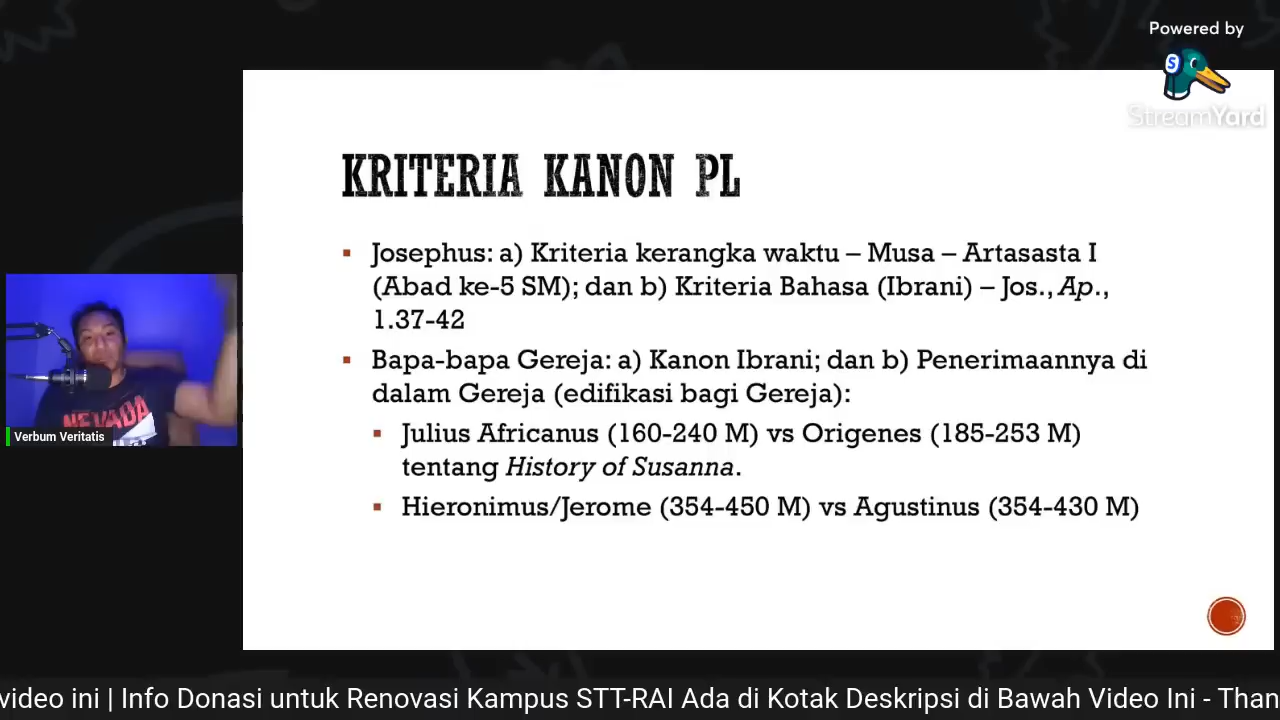 Powered by
S
StreamYard
KRITERIA KANON PL
▪ Josephus: a) Kriteria kerangka waktu – Musa – Artasasta I
(Abad ke-5 SM); dan b) Kriteria Bahasa (Ibrani) – Jos., Ap.,
1.37-42
▪ Bapa-bapa Gereja: a) Kanon Ibrani; dan b) Penerimaannya di
dalam Gereja (edifikasi bagi Gereja):
▪ Julius Africanus (160-240 M) vs Origenes (185-253 M)
tentang History of Susanna.
▪ Hieronimus/Jerome (354-450 M) vs Agustinus (354-430 M)
NEVADA
Verbum Veritatis
video ini | Info Donasi untuk Renovasi Kampus STT-RAI Ada di Kotak Deskripsi di Bawah Video Ini - Than